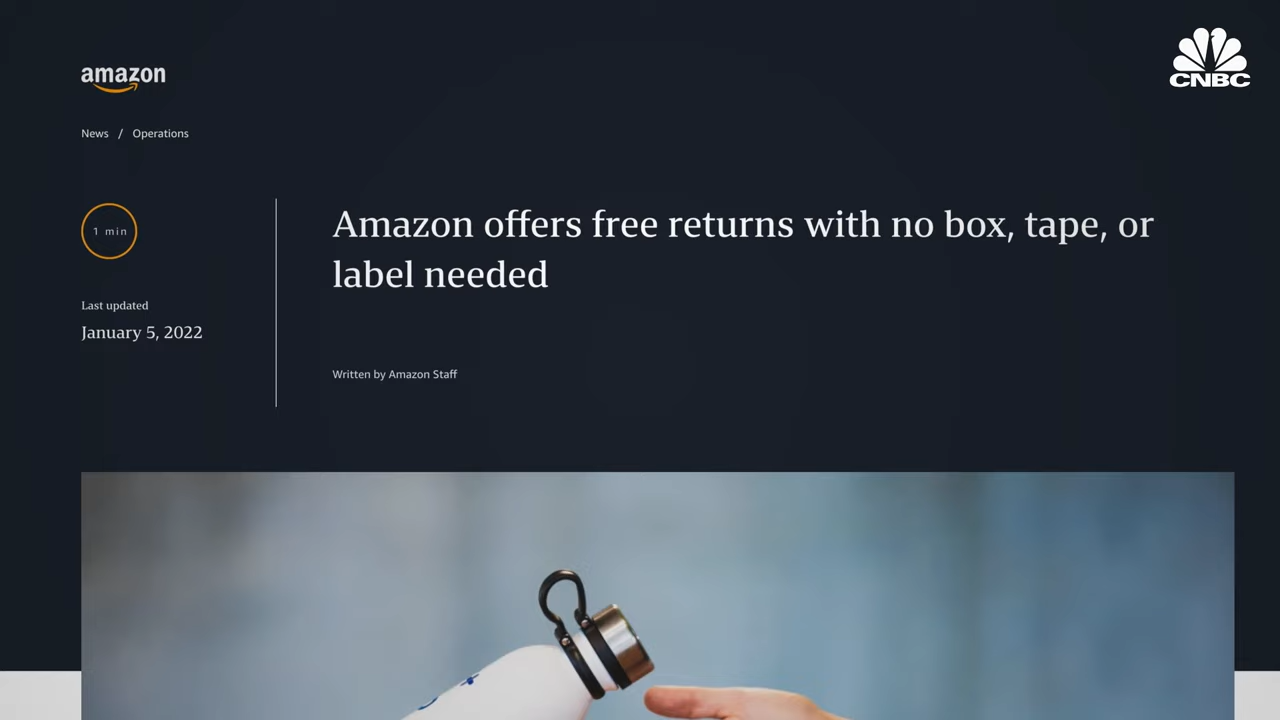 amazon
CNBC
News / Operations
1 min
Last updated
January 5, 2022
Amazon offers free returns with no box, tape, or
label needed
Written by Amazon Staff